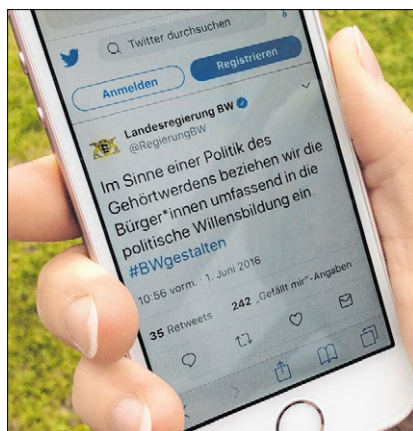 Twitter durchsuchen
Anmelden
Registrieren
Landesregierung BW
@RegierungBW
Im Sinne einer Politik des
Gehörtwerdens beziehen wir die
Bürger*innen umfassend in die
politische Willensbildung ein.
#BWgestalten
10:56 vorm. · 1. Juni 2016
35 Retweets 242 „Gefällt mir“-Angaben